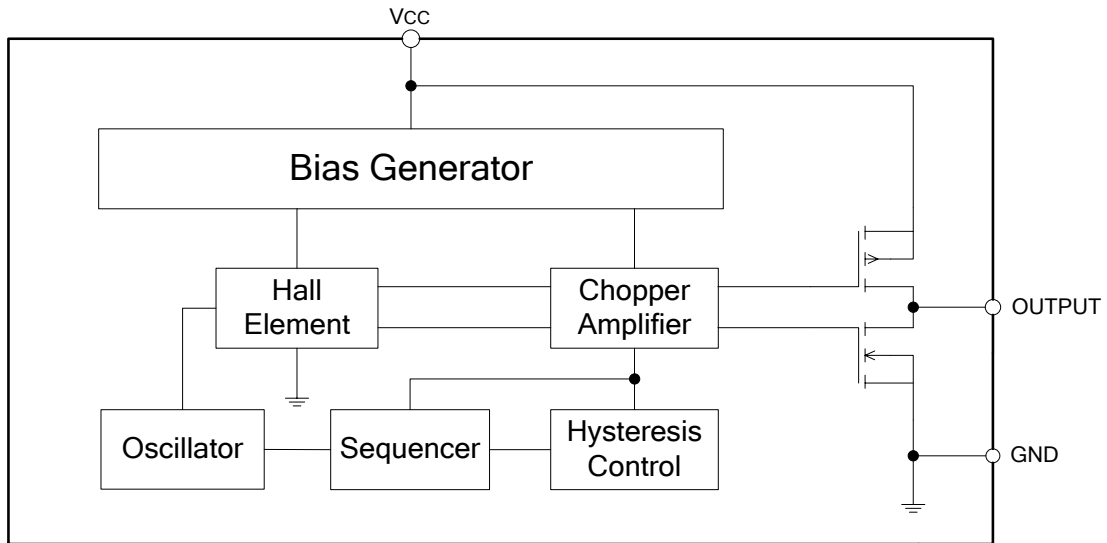 VCC
Bias Generator
Hall
Element
Chopper
Amplifier
OUTPUT
Oscillator
Sequencer
Hysteresis
Control
GND